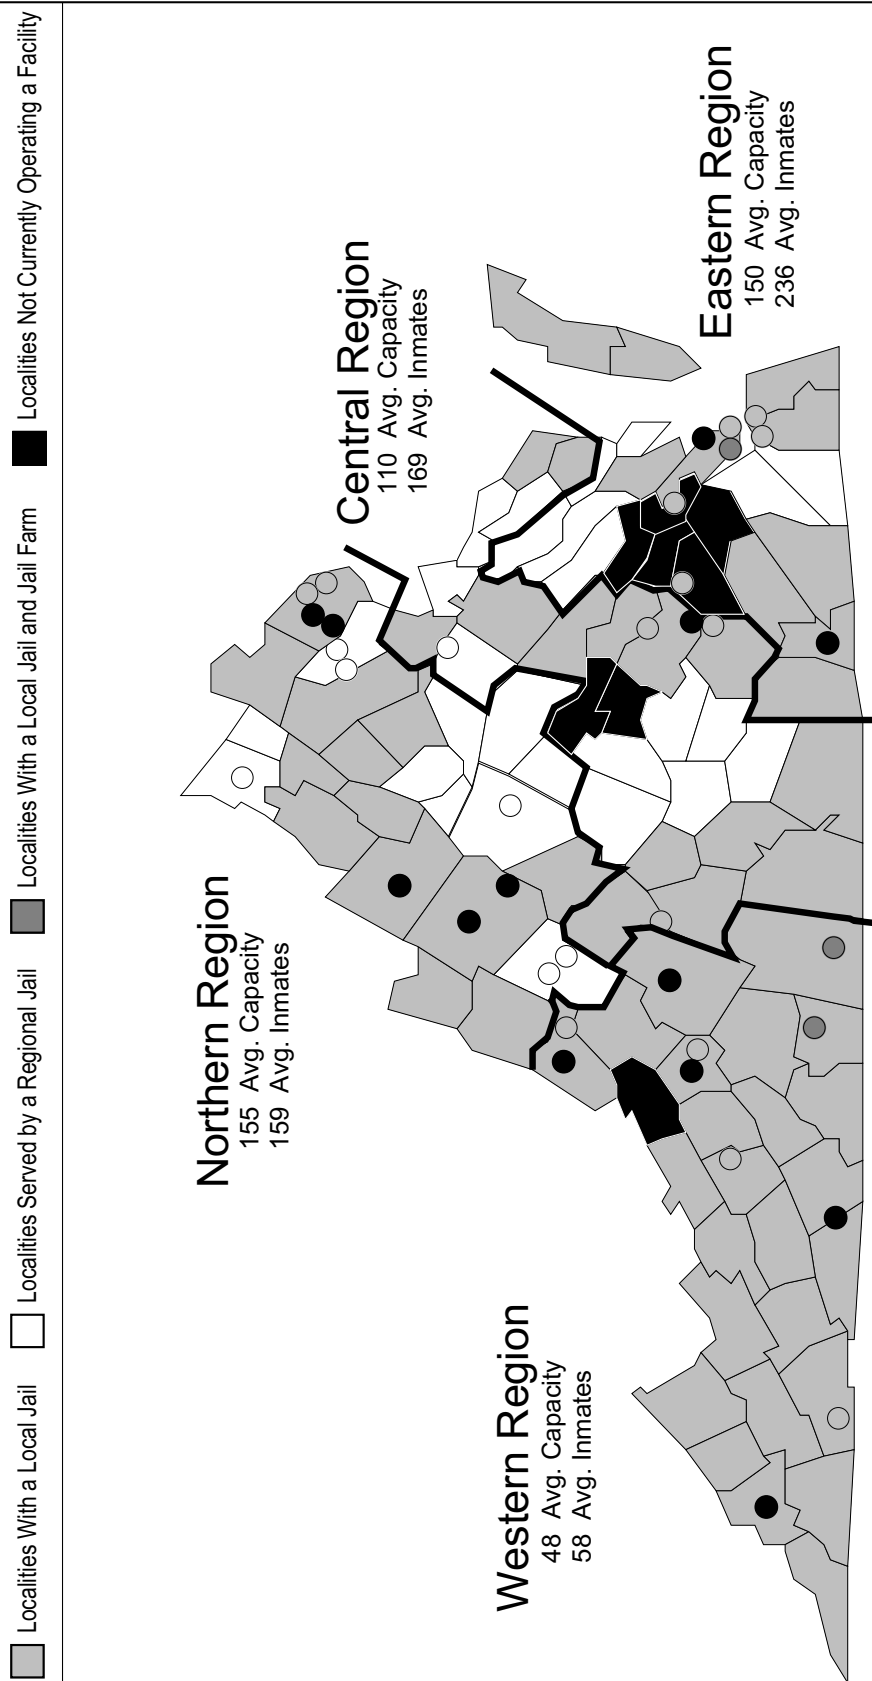 Localities With a Local Jail
Localities Served by a Regional Jail
Localities With a Local Jail and Jail Farm
Localities Not Currently Operating a Facility
Northern Region
155 Avg. Capacity
159 Avg. Inmates
Central Region
110 Avg. Capacity
169 Avg. Inmates
Western Region
48 Avg. Capacity
58 Avg. Inmates
Eastern Region
150 Avg. Capacity
236 Avg. Inmates